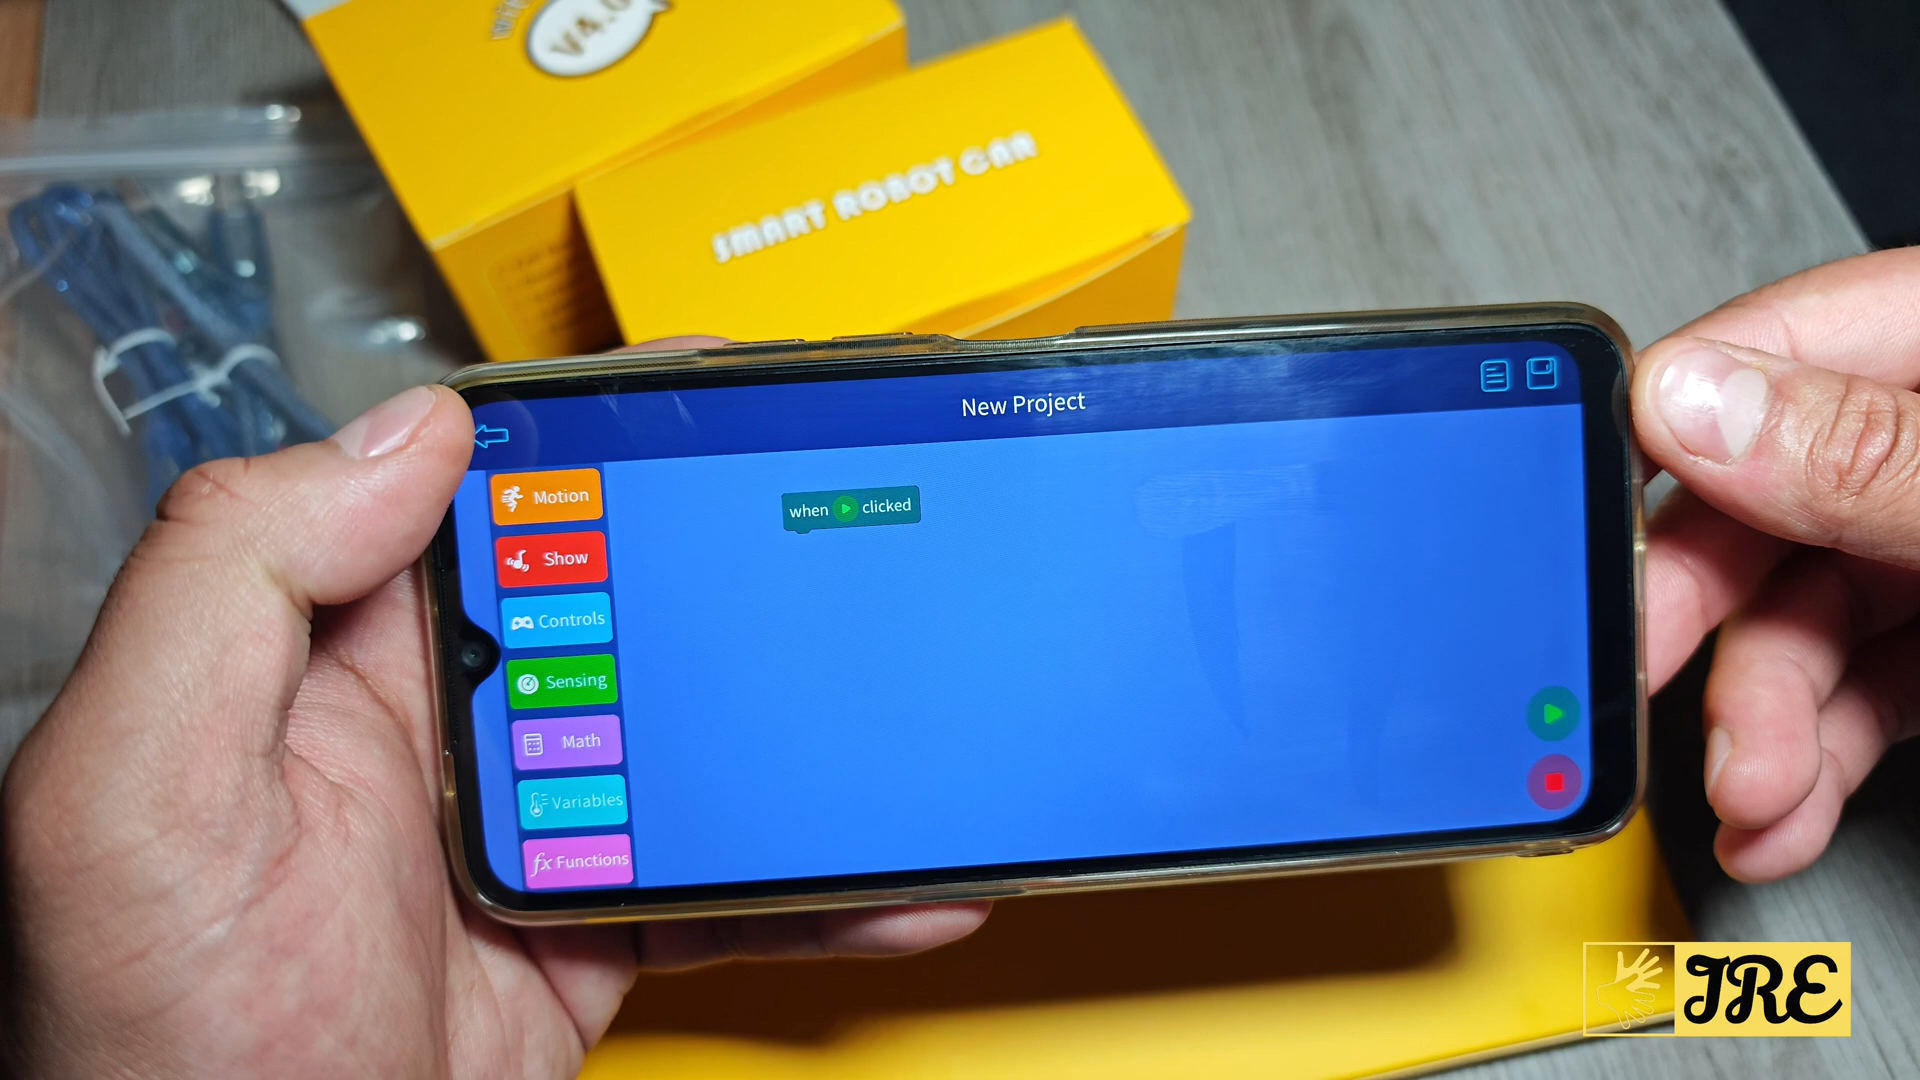 V4.0
SMART ROBOT CAR
New Project
when clicked
Motion
Show
Controls
Sensing
Math
Variables
fx Functions
JRE